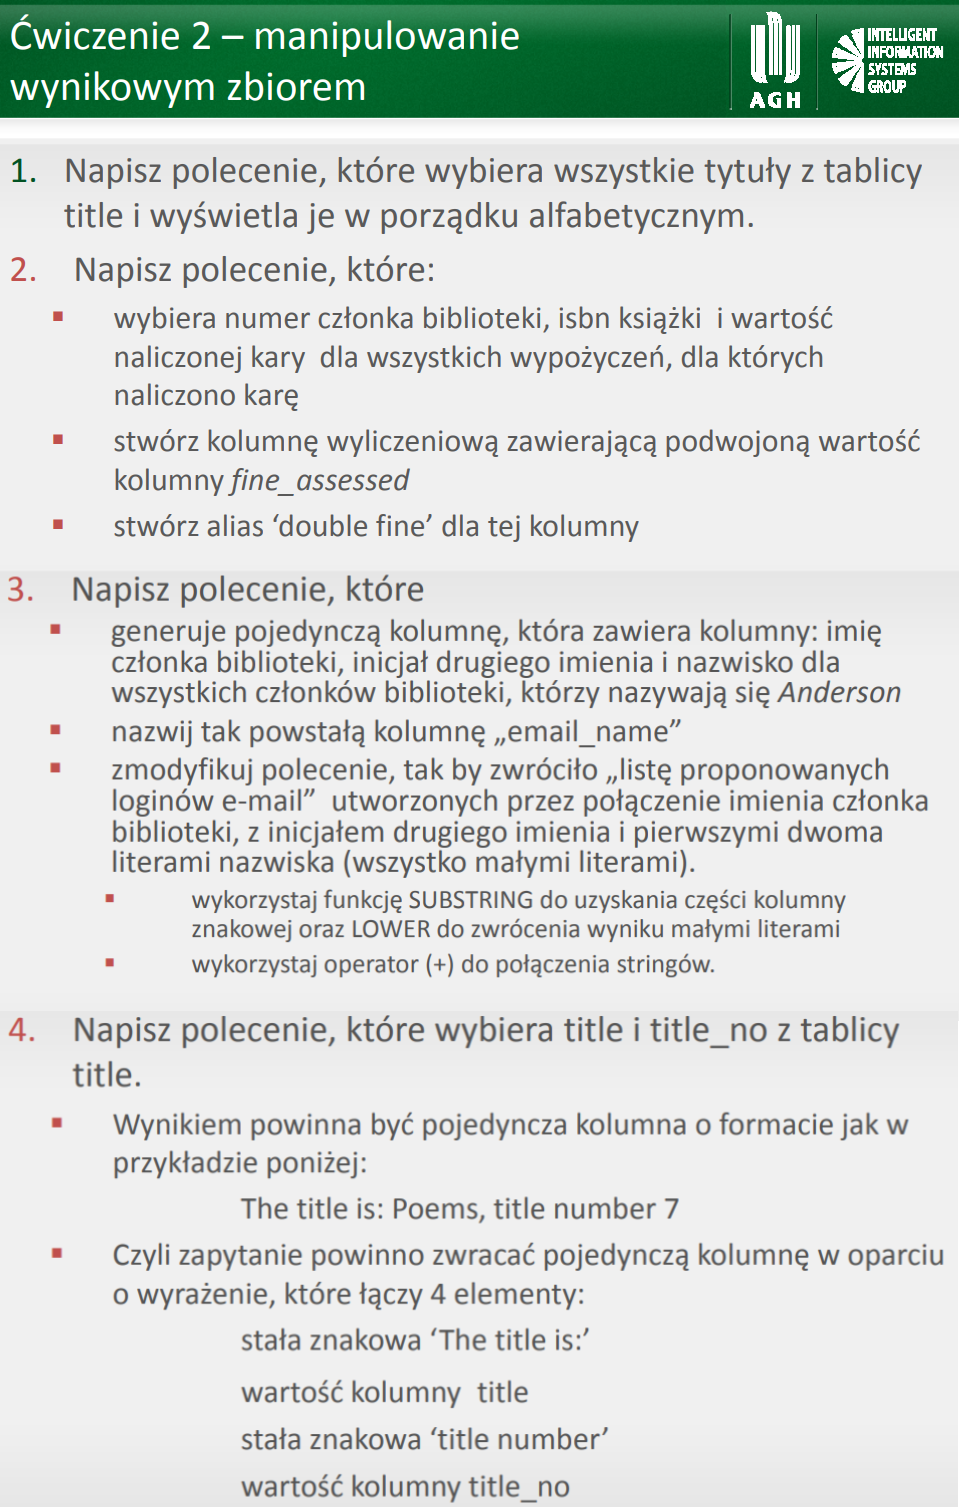 Ćwiczenie 2 – manipulowanie
wynikowym zbiorem
AGH
INTELLIGENT
INFORMATION
SYSTEMS
GROUP
1. Napisz polecenie, które wybiera wszystkie tytuły z tablicy
title i wyświetla je w porządku alfabetycznym.
2. Napisz polecenie, które:
▪ wybiera numer członka biblioteki, isbn książki i wartość
naliczonej kary dla wszystkich wypożyczeń, dla których
naliczono karę
▪ stwórz kolumnę wyliczeniową zawierającą podwojoną wartość
kolumny fine_assessed
▪ stwórz alias ‘double fine’ dla tej kolumny
3. Napisz polecenie, które
▪ generuje pojedynczą kolumnę, która zawiera kolumny: imię
członka biblioteki, inicjał drugiego imienia i nazwisko dla
wszystkich członków biblioteki, którzy nazywają się Anderson
▪ nazwij tak powstałą kolumnę „email_name”
▪ zmodyfikuj polecenie, tak by zwróciło „listę proponowanych
loginów e-mail” utworzonych przez połączenie imienia członka
biblioteki, z inicjałem drugiego imienia i pierwszymi dwoma
literami nazwiska (wszystko małymi literami).
▪ wykorzystaj funkcję SUBSTRING do uzyskania części kolumny
znakowej oraz LOWER do zwrócenia wyniku małymi literami
▪ wykorzystaj operator (+) do połączenia stringów.
4. Napisz polecenie, które wybiera title i title_no z tablicy
title.
▪ Wynikiem powinna być pojedyncza kolumna o formacie jak w
przykładzie poniżej:
The title is: Poems, title number 7
▪ Czyli zapytanie powinno zwracać pojedynczą kolumnę w oparciu
o wyrażenie, które łączy 4 elementy:
stała znakowa ‘The title is:’
wartość kolumny title
stała znakowa ‘title number’
wartość kolumny title_no